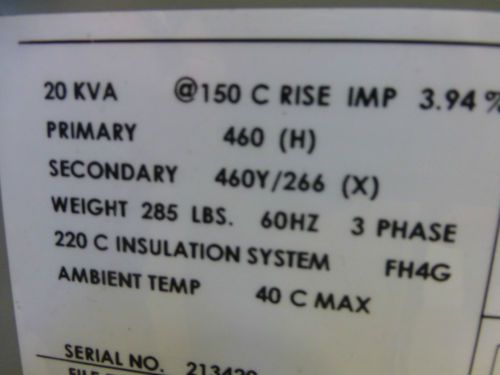 20 KVA @150 C RISE IMP 3.94 %
PRIMARY 460 (H)
SECONDARY 460Y/266 (X)
WEIGHT 285 LBS. 60HZ 3 PHASE
220 C INSULATION SYSTEM FH4G
AMBIENT TEMP 40 C MAX
SERIAL NO.